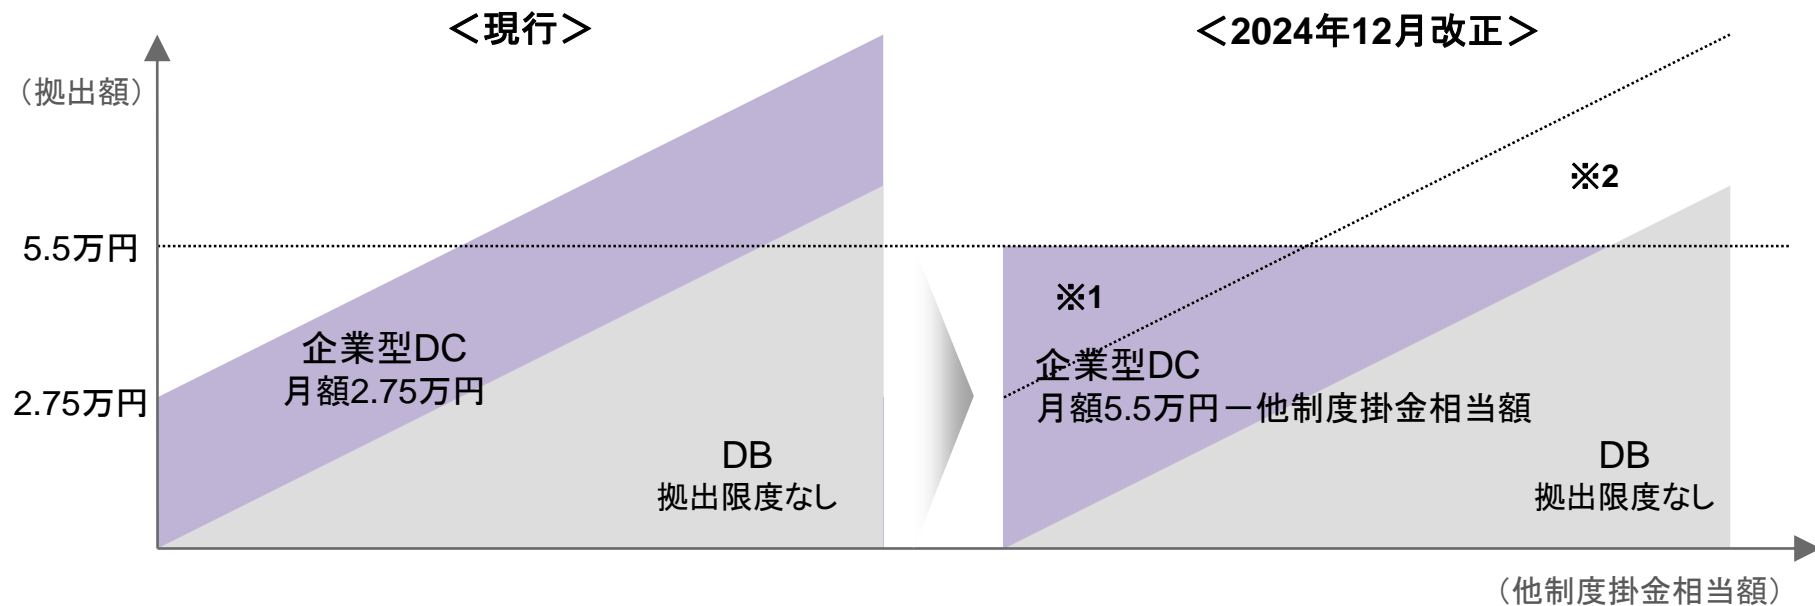 ＜現行＞
（拠出額）
5.5万円
2.75万円
企業型DC
月額2.75万円
DB
拠出限度なし
＜2024年12月改正＞
※2
※1
企業型DC
月額5.5万円－他制度掛金相当額
DB
拠出限度なし
（他制度掛金相当額）